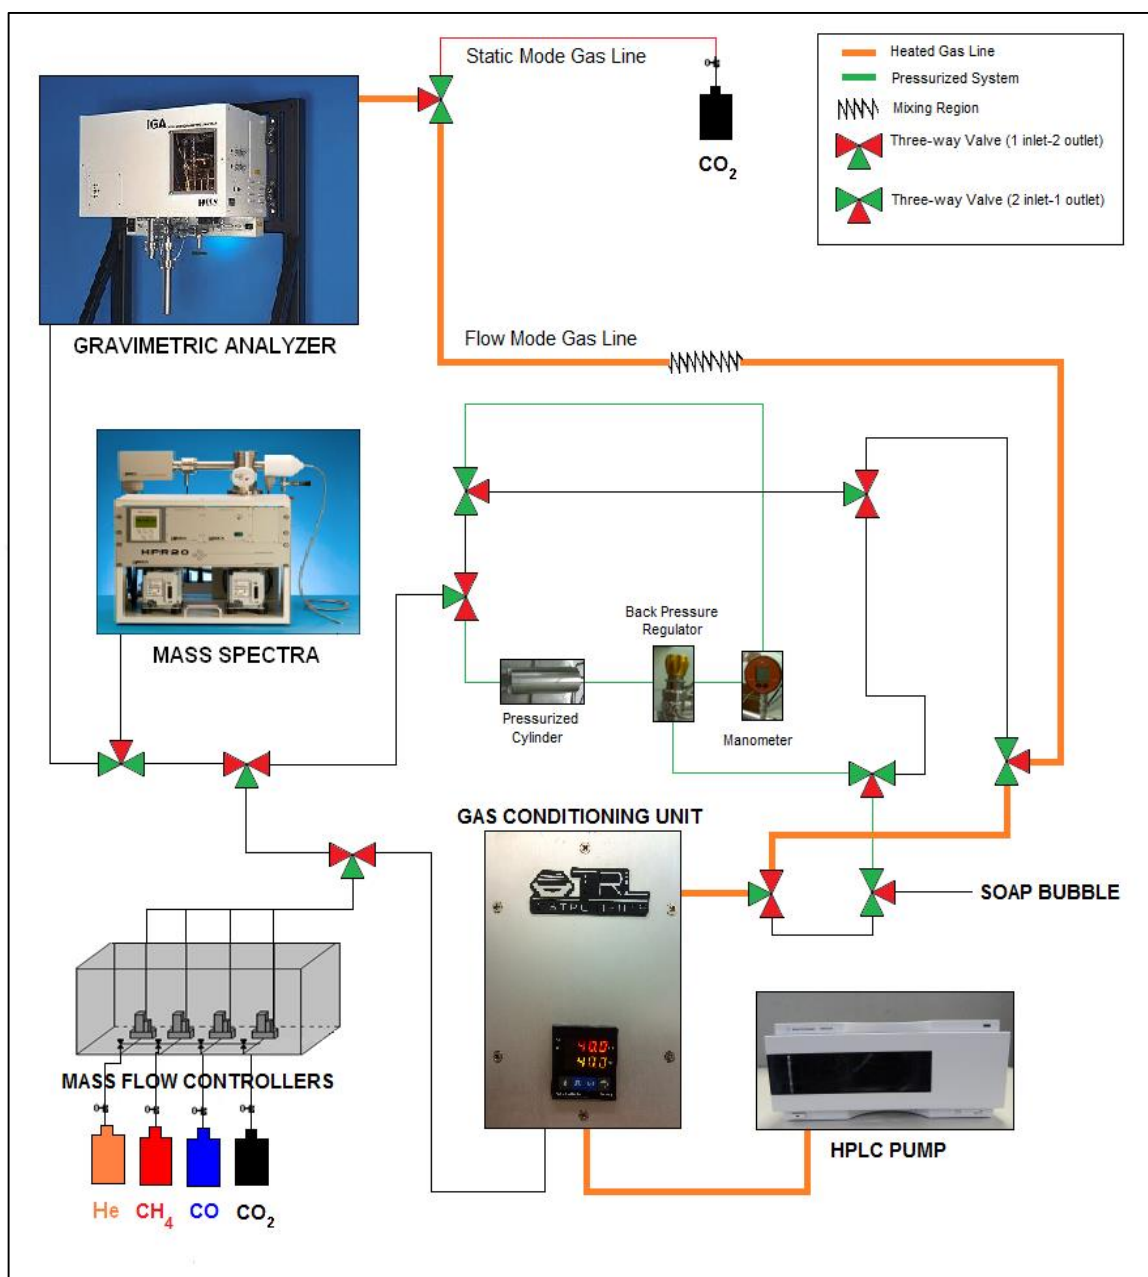 Static Mode Gas Line
CO2
Heated Gas Line
Pressurized System
Mixing Region
Three-way Valve (1 inlet-2 outlet)
Three-way Valve (2 inlet-1 outlet)
IGA
GRAVIMETRIC ANALYZER
Flow Mode Gas Line
HPR20
MASS SPECTRA
Back Pressure
Regulator
Pressurized
Cylinder
Manometer
GAS CONDITIONING UNIT
SOAP BUBBLE
MASS FLOW CONTROLLERS
HPLC PUMP
He
CH4
CO
CO2